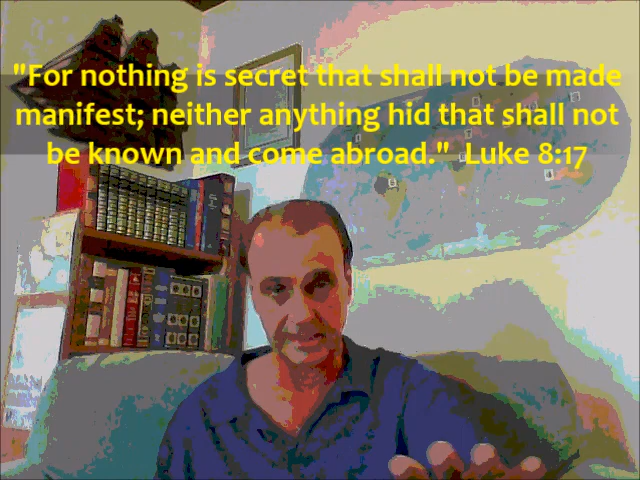 "For nothing is secret that shall not be made
manifest; neither anything hid that shall not
be known and come abroad." Luke 8:17